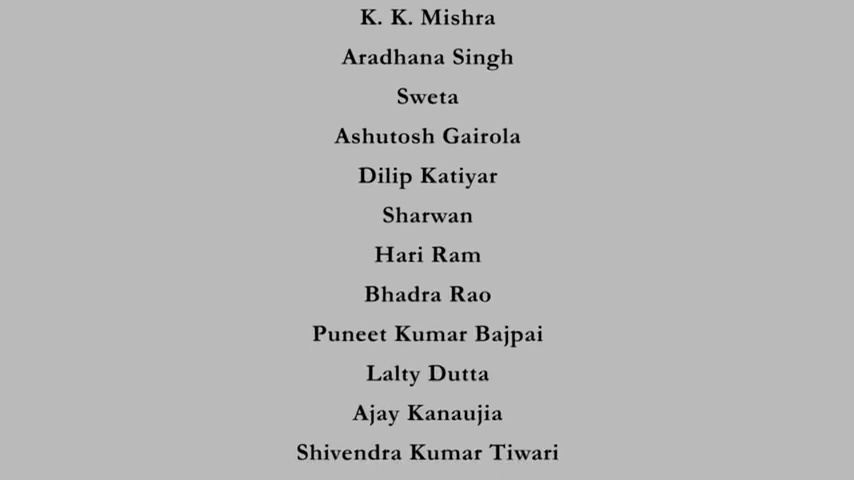 K. K. Mishra
Aradhana Singh
Sweta
Ashutosh Gairola
Dilip Katiyar
Sharwan
Hari Ram
Bhadra Rao
Puneet Kumar Bajpai
Lalty Dutta
Ajay Kanaujia
Shivendra Kumar Tiwari